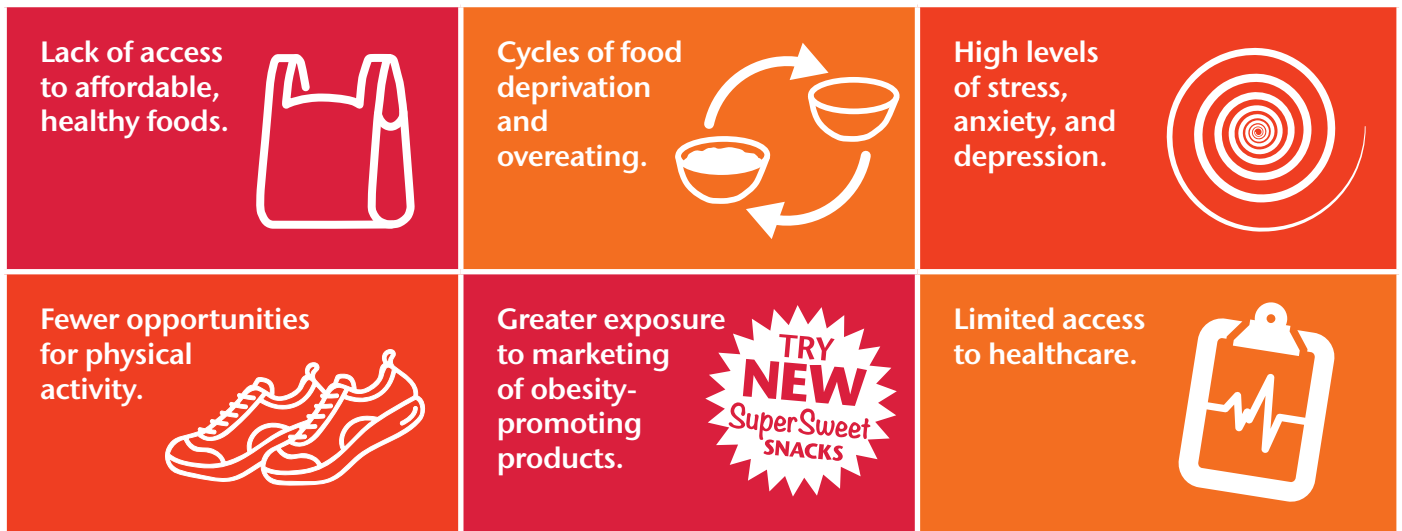 Lack of access
to affordable,
healthy foods.
Cycles of food
deprivation
and
overeating.
High levels
of stress,
anxiety, and
depression.
Fewer opportunities
for physical
activity.
Greater exposure
to marketing
of obesity-
promoting
products.
TRY
NEW
SuperSweet
SNACKS
Limited access
to healthcare.